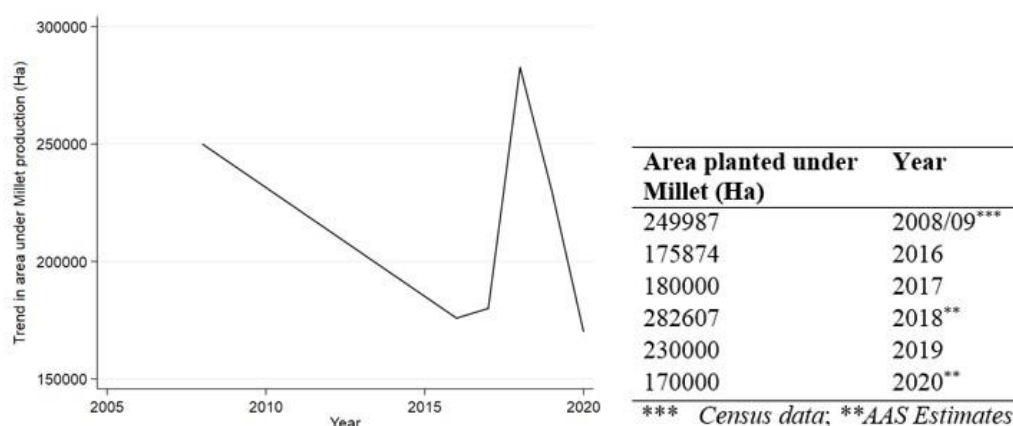 Trend in area under Millet production (Ha)
300000
250000
200000
150000
2005
2010
2015
2020
Year
Area planted under Year
Millet (Ha)
249987 2008/09***
175874 2016
180000 2017
282607 2018**
230000 2019
170000 2020**
*** Census data; **AAS Estimates